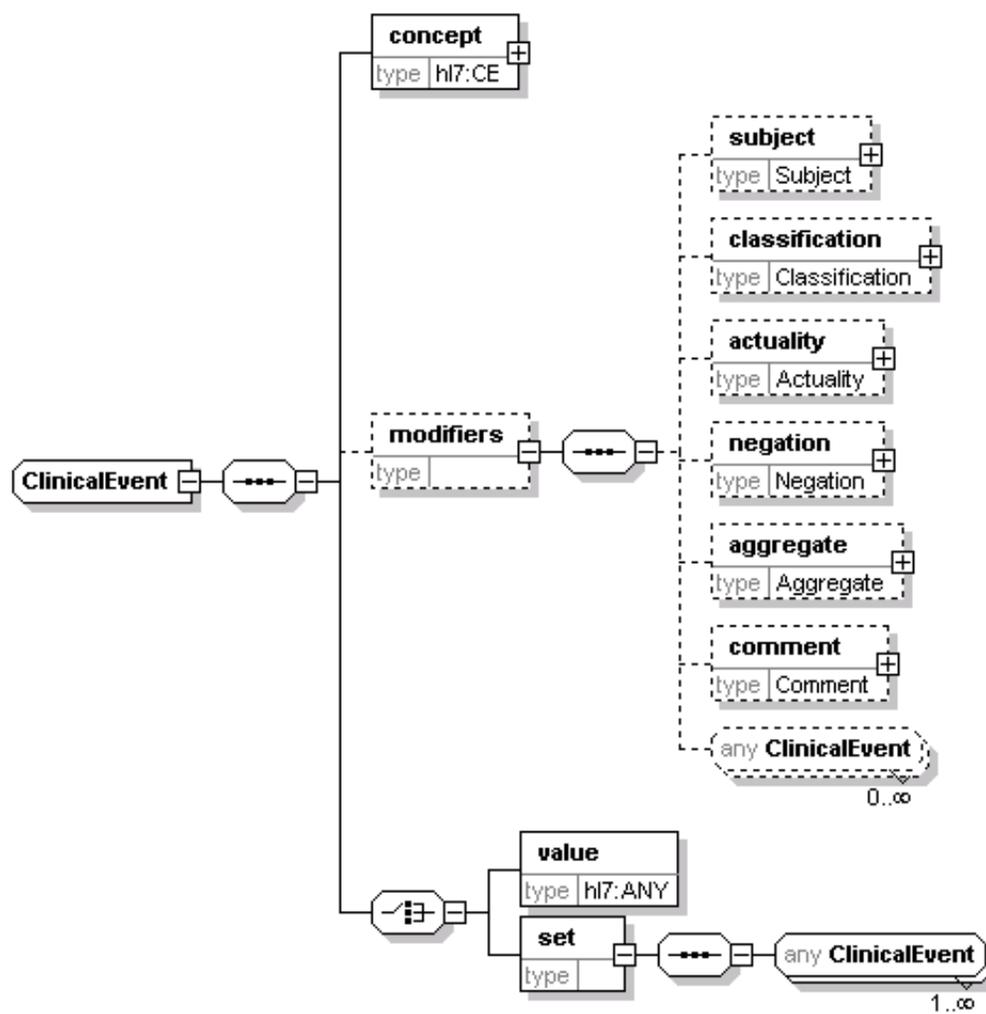 concept
type hl7:CE
subject
type Subject
classification
type Classification
actuality
type Actuality
modifiers
type
negation
type Negation
ClinicalEvent
aggregate
type Aggregate
comment
type Comment
any ClinicalEvent
0..∞
value
type hl7:ANY
set
type
any ClinicalEvent
1..∞